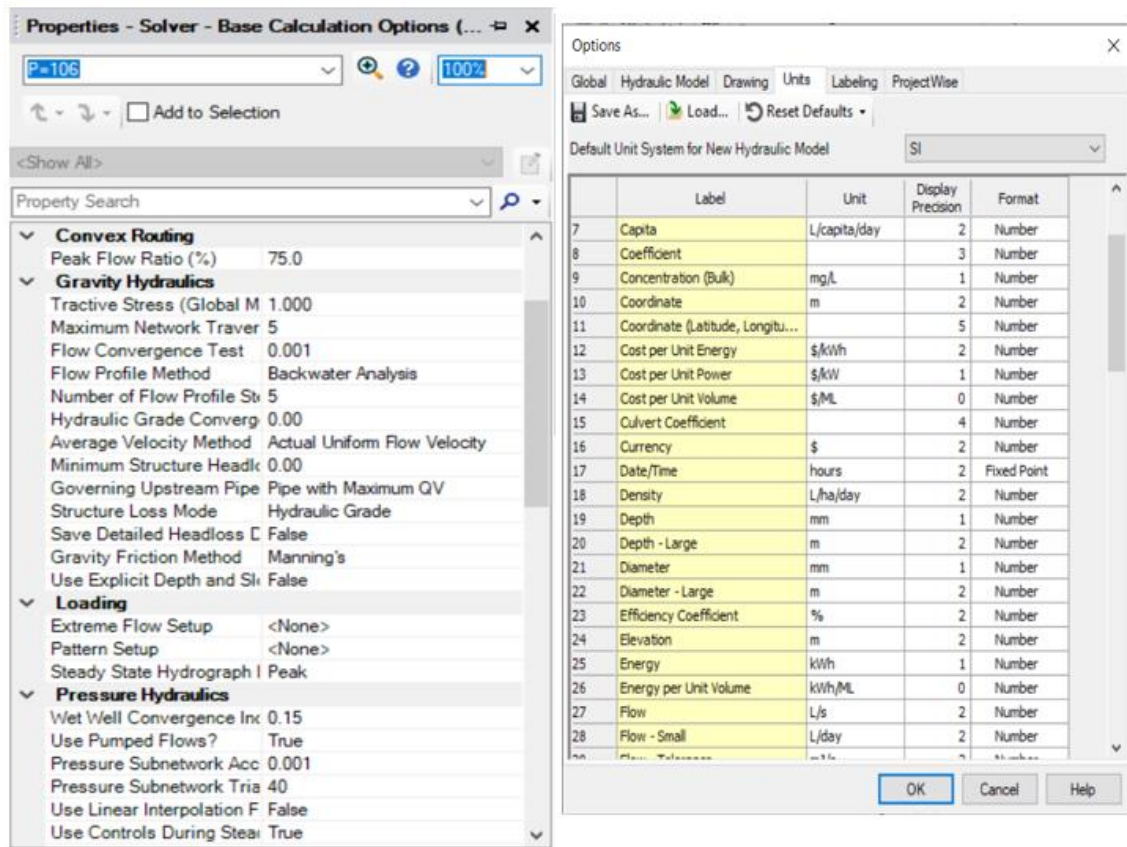 Properties - Solver - Base Calculation Options (...
P=106
100%
Add to Selection
<Show All>
Property Search
Convex Routing
Peak Flow Ratio (%) 75.0
Gravity Hydraulics
Tractive Stress (Global M 1.000
Maximum Network Traver 5
Flow Convergence Test 0.001
Flow Profile Method Backwater Analysis
Number of Flow Profile Ste 5
Hydraulic Grade Converg 0.00
Average Velocity Method Actual Uniform Flow Velocity
Minimum Structure Headlo 0.00
Governing Upstream Pipe Pipe with Maximum QV
Structure Loss Mode Hydraulic Grade
Save Detailed Headloss D False
Gravity Friction Method Manning's
Use Explicit Depth and Slo False
Loading
Extreme Flow Setup <None>
Pattern Setup <None>
Steady State Hydrograph I Peak
Pressure Hydraulics
Wet Well Convergence Inc 0.15
Use Pumped Flows? True
Pressure Subnetwork Acc 0.001
Pressure Subnetwork Tria 40
Use Linear Interpolation F False
Use Controls During Stead True
Options
Global Hydraulic Model Drawing Units Labeling ProjectWise
Save As... Load... Reset Defaults
Default Unit System for New Hydraulic Model SI
Label Unit Display Precision Format
7 Capita L/capita/day 2 Number
8 Coefficient 3 Number
9 Concentration (Bulk) mg/L 1 Number
10 Coordinate m 2 Number
11 Coordinate (Latitude, Longitu... 5 Number
12 Cost per Unit Energy $/kWh 2 Number
13 Cost per Unit Power $/kW 1 Number
14 Cost per Unit Volume $/ML 0 Number
15 Culvert Coefficient 4 Number
16 Currency $ 2 Number
17 Date/Time hours 2 Fixed Point
18 Density L/ha/day 2 Number
19 Depth mm 1 Number
20 Depth - Large m 2 Number
21 Diameter mm 1 Number
22 Diameter - Large m 2 Number
23 Efficiency Coefficient % 2 Number
24 Elevation m 2 Number
25 Energy kWh 1 Number
26 Energy per Unit Volume kWh/ML 0 Number
27 Flow L/s 2 Number
28 Flow - Small L/day 2 Number
OK Cancel Help